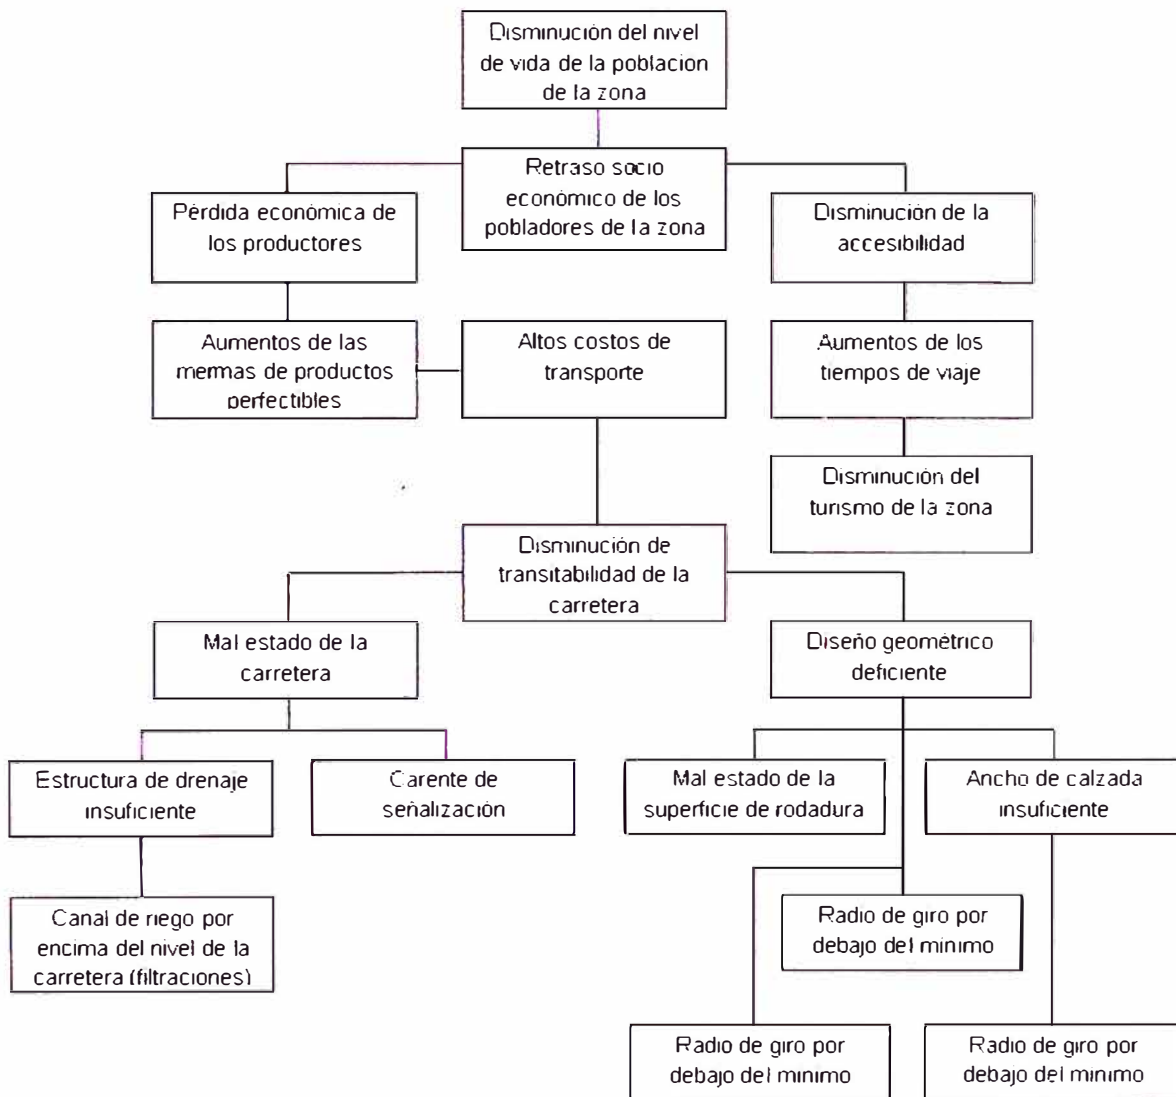 Disminución del nivel
de vida de la poblacion
de la zona
Retraso socio
económico de los
pobladores de la zona
Pérdida económica de
los productores
Disminución de la
accesibilidad
Aumentos de las
mermas de productos
perfectibles
Altos costos de
transporte
Aumentos de los
tiempos de viaje
Disminución del
turismo de la zona
Disminución de
transitabilidad de la
carretera
Mal estado de la
carretera
Diseño geométrico
deficiente
Estructura de drenaje
insuficiente
Carente de
señalización
Mal estado de la
superficie de rodadura
Ancho de calzada
insuficiente
Canal de riego por
encima del nivel de la
carretera (filtraciones)
Radio de giro por
debajo del minimo
Radio de giro por
debajo del minimo
Radio de giro por
debajo del minimo